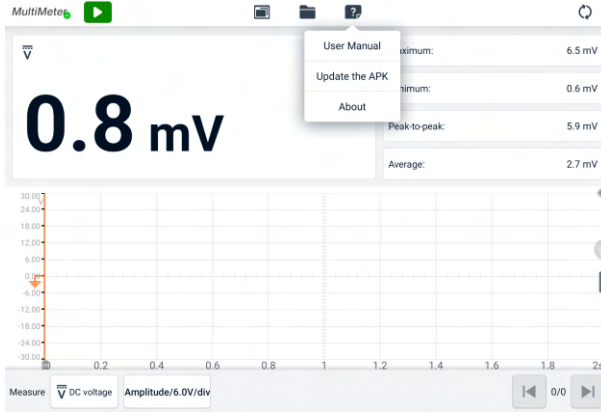 MultiMeter
V
User Manual
Update the APK
About
0.8 mV
ximum: 6.5 mV
nimum: 0.6 mV
Peak-to-peak: 5.9 mV
Average: 2.7 mV
30.00
V
24.00
18.00
12.00
6.00
0.00
-6.00
-12.00
-18.00
-24.00
-30.00
0 0.2 0.4 0.6 0.8 1 1.2 1.4 1.6 1.8 2s
Measure V DC voltage Amplitude/6.0V/div 0/0